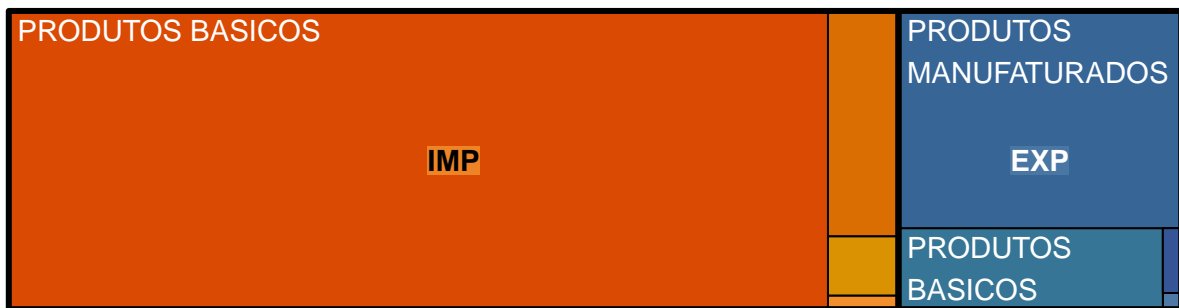 PRODUTOS BASICOS
IMP
PRODUTOS
MANUFATURADOS
EXP
PRODUTOS
BASICOS